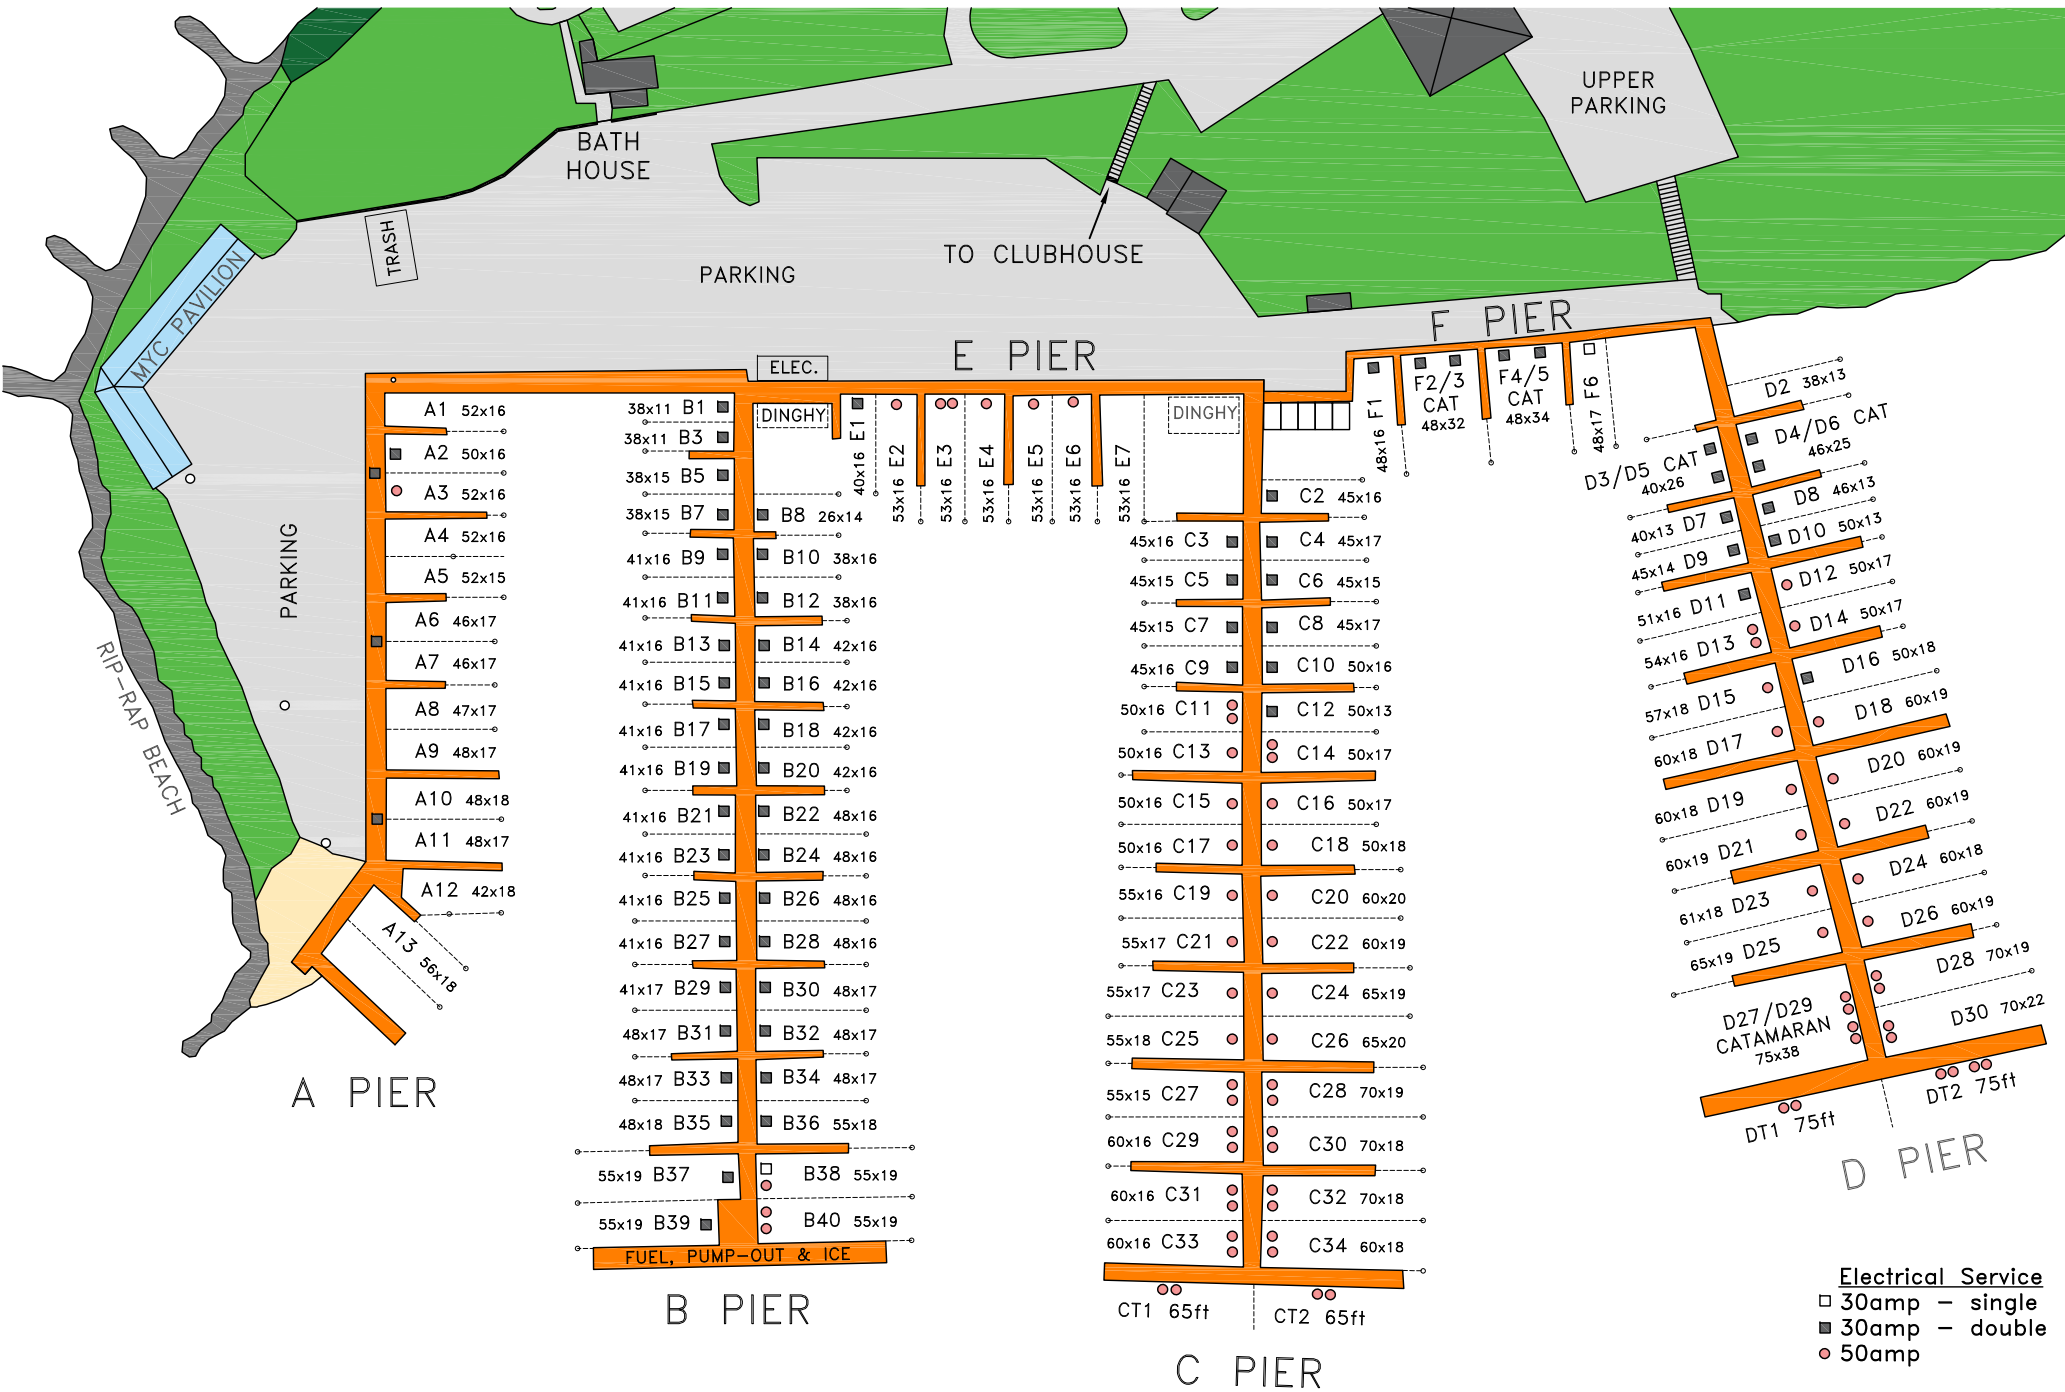 UPPER
PARKING
BATH
HOUSE
TRASH
TO CLUBHOUSE
PARKING
MYC PAVILION
PARKING
RIP-RAP BEACH
ELEC.
DINGHY
DINGHY
E PIER
F PIER
A1 52x16
A2 50x16
A3 52x16
A4 52x16
A5 52x15
A6 46x17
A7 46x17
A8 47x17
A9 48x17
A10 48x18
A11 48x17
A12 42x18
A13 56x18
A PIER
38x11 B1
38x11 B3
38x15 B5
38x15 B7
41x16 B9
41x16 B11
41x16 B13
41x16 B15
41x16 B17
41x16 B19
41x16 B21
41x16 B23
41x16 B25
41x16 B27
41x17 B29
48x17 B31
48x17 B33
48x18 B35
55x19 B37
55x19 B39
B8 26x14
B10 38x16
B12 38x16
B14 42x16
B16 42x16
B18 42x16
B20 42x16
B22 48x16
B24 48x16
B26 48x16
B28 48x16
B30 48x17
B32 48x17
B34 48x17
B36 55x18
B38 55x19
B40 55x19
FUEL, PUMP-OUT & ICE
B PIER
40x16 E1
53x16 E2
53x16 E3
53x16 E4
53x16 E5
53x16 E6
53x16 E7
45x16 C3
45x15 C5
45x15 C7
45x16 C9
50x16 C11
50x16 C13
50x16 C15
50x16 C17
55x16 C19
55x17 C21
55x17 C23
55x18 C25
55x15 C27
60x16 C29
60x16 C31
60x16 C33
C2 45x16
C4 45x17
C6 45x15
C8 45x17
C10 50x16
C12 50x13
C14 50x17
C16 50x17
C18 50x18
C20 60x20
C22 60x19
C24 65x19
C26 65x20
C28 70x19
C30 70x18
C32 70x18
C34 60x18
CT1 65ft
CT2 65ft
C PIER
48x16 F1
F2/3
CAT
48x32
F4/5
CAT
48x34
48x17 F6
D3/D5 CAT
40x26
40x13 D7
45x14 D9
51x16 D11
54x16 D13
57x18 D15
60x18 D17
60x18 D19
60x19 D21
61x18 D23
65x19 D25
D27/D29
CATAMARAN
75x38
D2 38x13
D4/D6 CAT
46x25
D8 46x13
D10 50x13
D12 50x17
D14 50x17
D16 50x18
D18 60x19
D20 60x19
D22 60x19
D24 60x18
D26 60x19
D28 70x19
D30 70x22
DT1 75ft
DT2 75ft
D PIER
Electrical Service
30amp - single
30amp - double
50amp